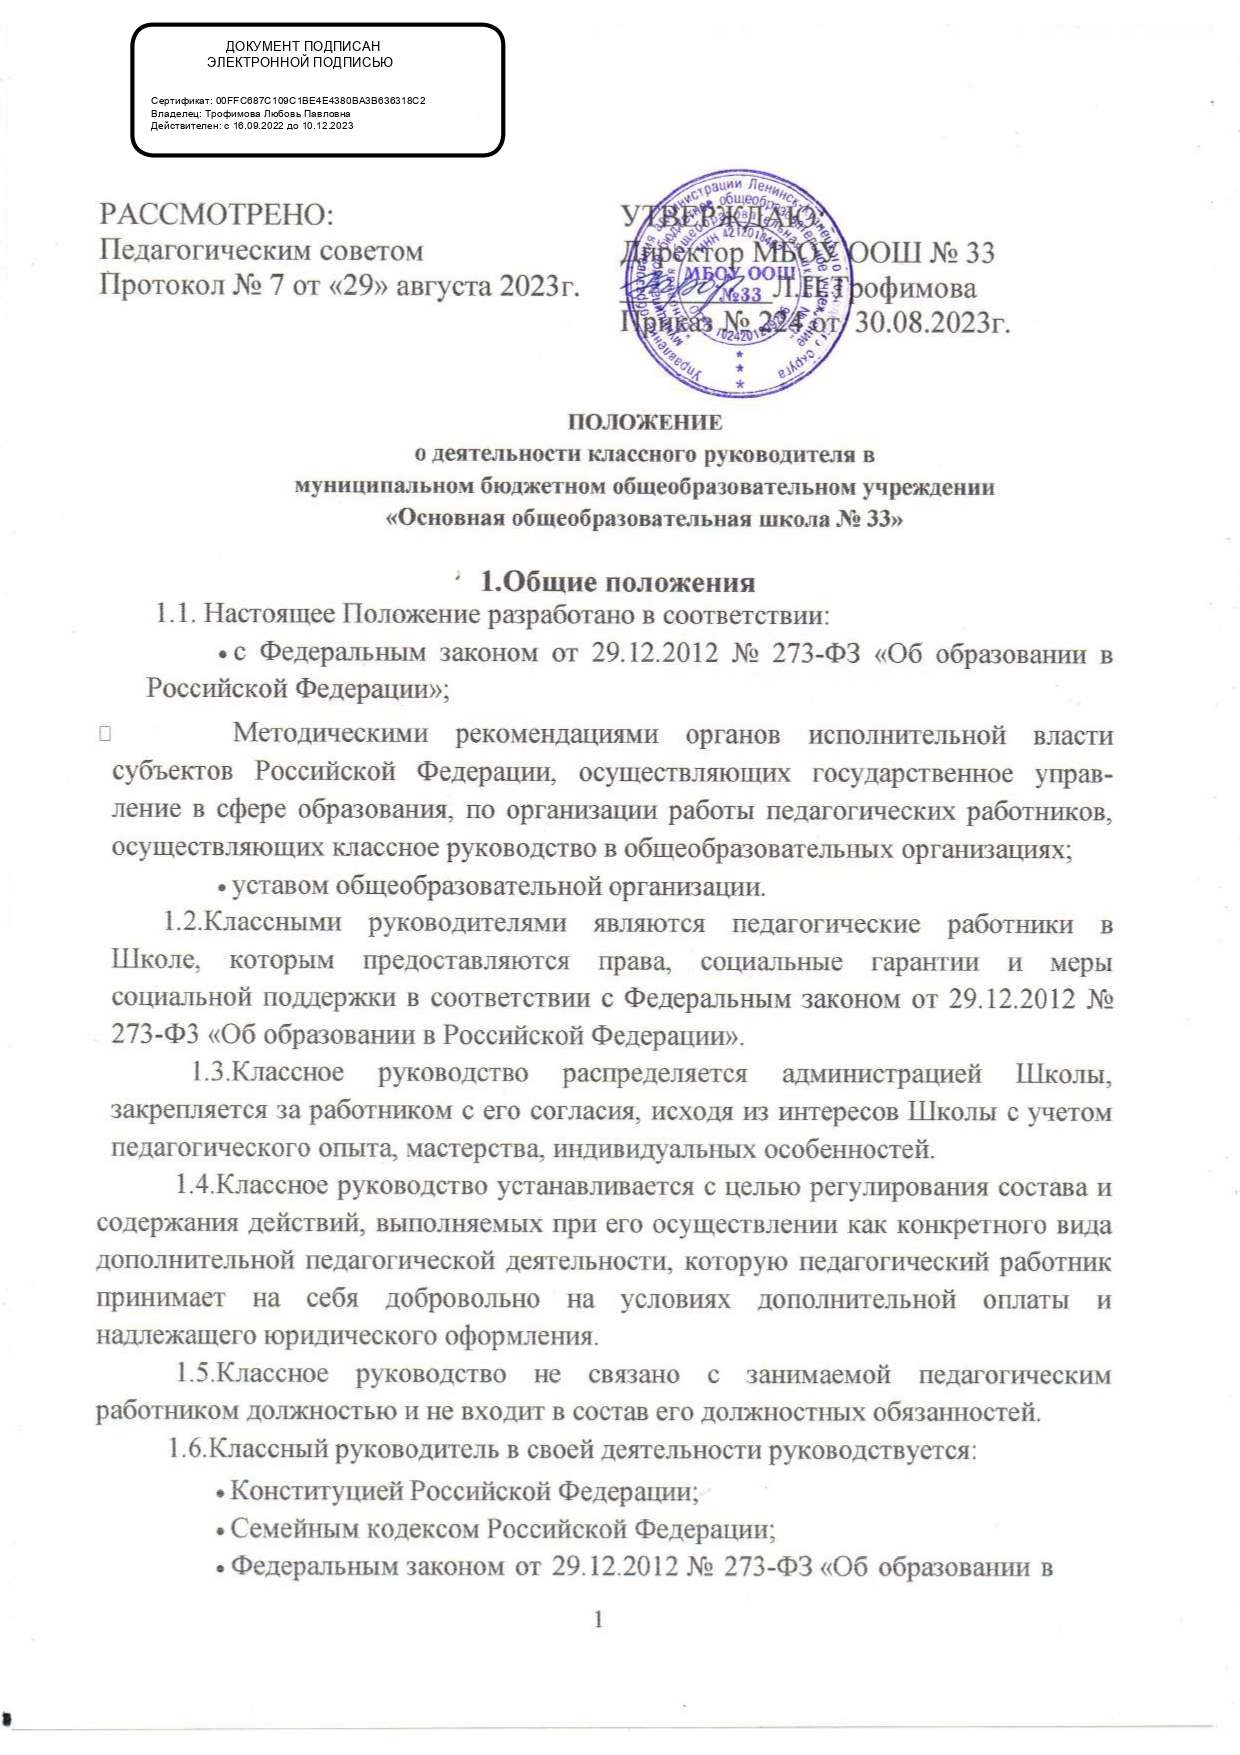 ДОКУМЕНТ ПОДПИСАН
ЭЛЕКТРОННОЙ ПОДПИСЬЮ
Сертификат: 00FFC687C109C1BE4E4380BA3B636318C2
Владелец: Трофимова Любовь Павловна
Действителен: с 16.09.2022 до 10.12.2023
РАССМОТРЕНО:
Педагогическим советом
Протокол № 7 от «29» августа 2023г.
УТВЕРЖДАЮ:
Директор МБОУ ООШ № 33
Л.П.Трофимова
Приказ № 224 от 30.08.2023г.
МБОУ ООШ
№33
ПОЛОЖЕНИЕ
о деятельности классного руководителя в
муниципальном бюджетном общеобразовательном учреждении
«Основная общеобразовательная школа № 33»
1.Общие положения
1.1. Настоящее Положение разработано в соответствии:
• с Федеральным законом от 29.12.2012 № 273-ФЗ «Об образовании в
Российской Федерации»;
Методическими рекомендациями органов исполнительной власти
субъектов Российской Федерации, осуществляющих государственное управ-
ление в сфере образования, по организации работы педагогических работников,
осуществляющих классное руководство в общеобразовательных организациях;
• уставом общеобразовательной организации.
1.2.Классными руководителями являются педагогические работники в
Школе, которым предоставляются права, социальные гарантии и меры
социальной поддержки в соответствии с Федеральным законом от 29.12.2012 №
273-ФЗ «Об образовании в Российской Федерации».
1.3.Классное руководство распределяется администрацией Школы,
закрепляется за работником с его согласия, исходя из интересов Школы с учетом
педагогического опыта, мастерства, индивидуальных особенностей.
1.4.Классное руководство устанавливается с целью регулирования состава и
содержания действий, выполняемых при его осуществлении как конкретного вида
дополнительной педагогической деятельности, которую педагогический работник
принимает на себя добровольно на условиях дополнительной оплаты и
надлежащего юридического оформления.
1.5.Классное руководство не связано с занимаемой педагогическим
работником должностью и не входит в состав его должностных обязанностей.
1.6.Классный руководитель в своей деятельности руководствуется:
• Конституцией Российской Федерации;
• Семейным кодексом Российской Федерации;
• Федеральным законом от 29.12.2012 № 273-ФЗ «Об образовании в
1